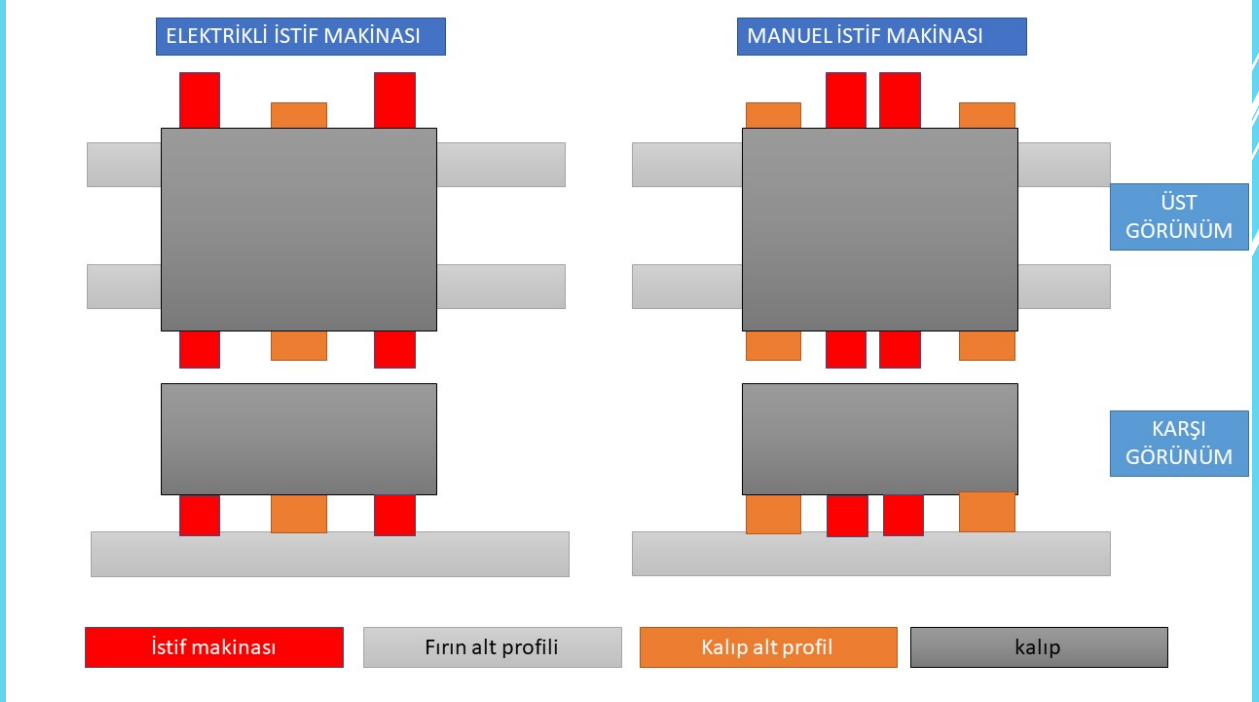 ELEKTRİKLİ İSTİF MAKİNASI
MANUEL İSTİF MAKİNASI
ÜST
GÖRÜNÜM
KARŞI
GÖRÜNÜM
İstif makinası
Fırın alt profili
Kalıp alt profil
kalıp